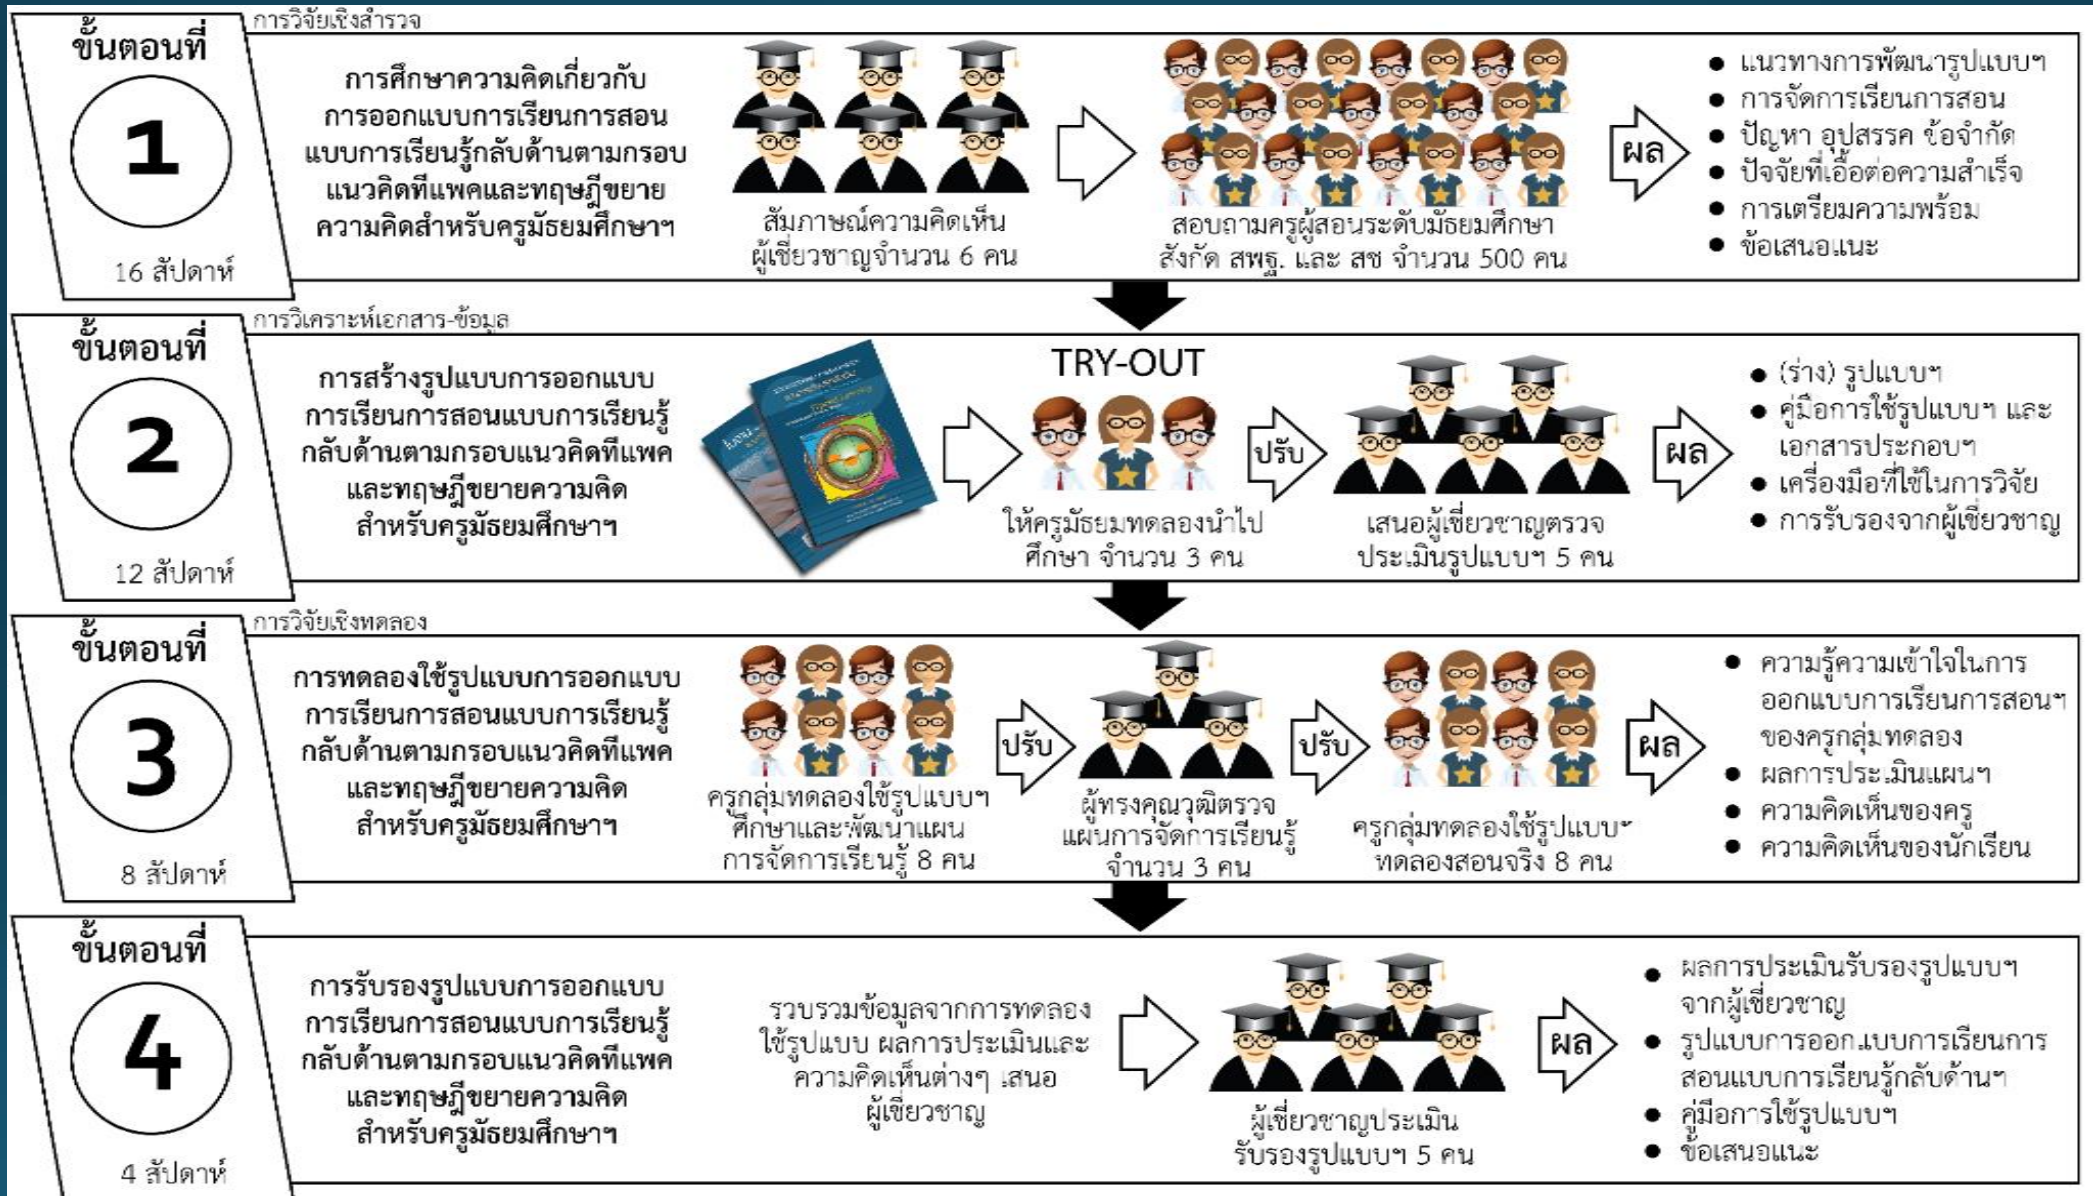 การวิจัยเชิงสำรวจ
ขั้นตอนที่
1
16 สัปดาห์
การศึกษาความคิดเกี่ยวกับ
การออกแบบการเรียนการสอน
แบบการเรียนรู้กลับด้านตามกรอบ
แนวคิดทีแพคและทฤษฎีขยาย
ความคิดสำหรับครูมัธยมศึกษาฯ
สัมภาษณ์ความคิดเห็น
ผู้เชี่ยวชาญจำนวน 6 คน
สอบถามครูผู้สอนระดับมัธยมศึกษา
สังกัด สพฐ. และ สช จำนวน 500 คน
ผล
● แนวทางการพัฒนารูปแบบฯ
● การจัดการเรียนการสอน
● ปัญหา อุปสรรค ข้อจำกัด
● ปัจจัยที่เอื้อต่อความสำเร็จ
● การเตรียมความพร้อม
● ข้อเสนอแนะ
การวิเคราะห์เอกสาร-ข้อมูล
ขั้นตอนที่
2
12 สัปดาห์
การสร้างรูปแบบการออกแบบ
การเรียนการสอนแบบการเรียนรู้
กลับด้านตามกรอบแนวคิดทีแพค
และทฤษฎีขยายความคิด
สำหรับครูมัธยมศึกษาฯ
TRY-OUT
ให้ครูมัธยมทดลองนำไป
ศึกษา จำนวน 3 คน
ปรับ
เสนอผู้เชี่ยวชาญตรวจ
ประเมินรูปแบบฯ 5 คน
ผล
● (ร่าง) รูปแบบฯ
● คู่มือการใช้รูปแบบฯ และ
เอกสารประกอบฯ
● เครื่องมือที่ใช้ในการวิจัย
● การรับรองจากผู้เชี่ยวชาญ
การวิจัยเชิงทดลอง
ขั้นตอนที่
3
8 สัปดาห์
การทดลองใช้รูปแบบการออกแบบ
การเรียนการสอนแบบการเรียนรู้
กลับด้านตามกรอบแนวคิดทีแพค
และทฤษฎีขยายความคิด
สำหรับครูมัธยมศึกษาฯ
ครูกลุ่มทดลองใช้รูปแบบฯ
ศึกษาและพัฒนาแผน
การจัดการเรียนรู้ 8 คน
ปรับ
ผู้ทรงคุณวุฒิตรวจ
แผนการจัดการเรียนรู้
จำนวน 3 คน
ปรับ
ครูกลุ่มทดลองใช้รูปแบบฯ
ทดลองสอนจริง 8 คน
ผล
● ความรู้ความเข้าใจในการ
ออกแบบการเรียนการสอนฯ
ของครูกลุ่มทดลอง
● ผลการประเมินแผนฯ
● ความคิดเห็นของครู
● ความคิดเห็นของนักเรียน
ขั้นตอนที่
4
4 สัปดาห์
การรับรองรูปแบบการออกแบบ
การเรียนการสอนแบบการเรียนรู้
กลับด้านตามกรอบแนวคิดทีแพค
และทฤษฎีขยายความคิด
สำหรับครูมัธยมศึกษาฯ
รวบรวมข้อมูลจากการทดลอง
ใช้รูปแบบ ผลการประเมินและ
ความคิดเห็นต่างๆ เสนอ
ผู้เชี่ยวชาญ
ผู้เชี่ยวชาญประเมิน
รับรองรูปแบบฯ 5 คน
ผล
● ผลการประเมินรับรองรูปแบบฯ
จากผู้เชี่ยวชาญ
● รูปแบบการออกแบบการเรียนการ
สอนแบบการเรียนรู้กลับด้านฯ
● คู่มือการใช้รูปแบบฯ
● ข้อเสนอแนะ